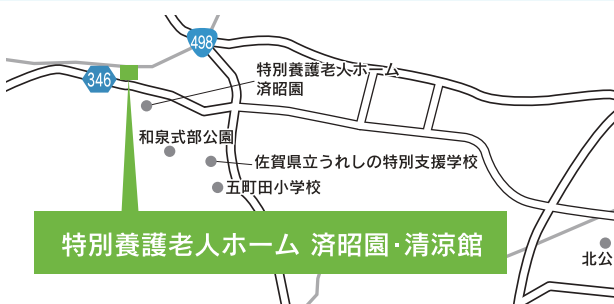 498
346
特別養護老人ホーム
済昭園
和泉式部公園
佐賀県立うれしの特別支援学校
五町田小学校
特別養護老人ホーム 済昭園・清涼館
北公